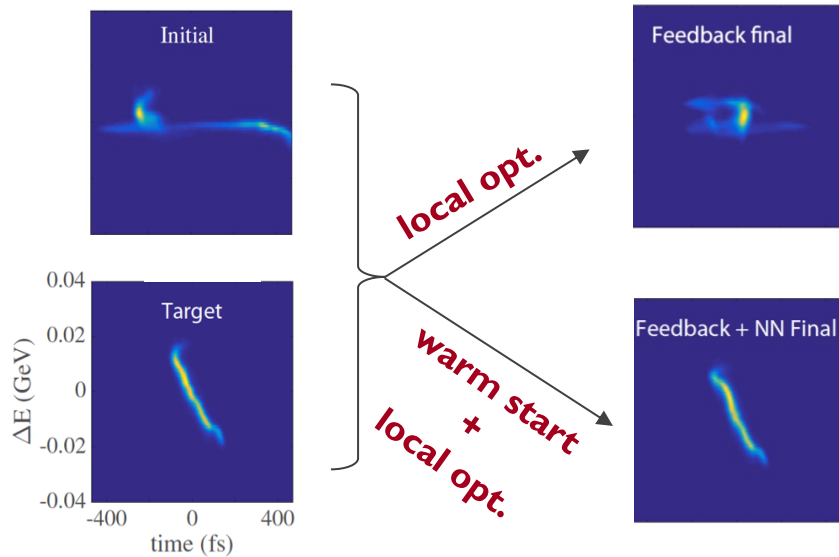 Initial
Feedback final
local opt.
0.04
0.02
0
-0.02
-0.04
ΔE (GeV)
Target
-400
0
400
time (fs)
warm start
+
local opt.
Feedback + NN Final